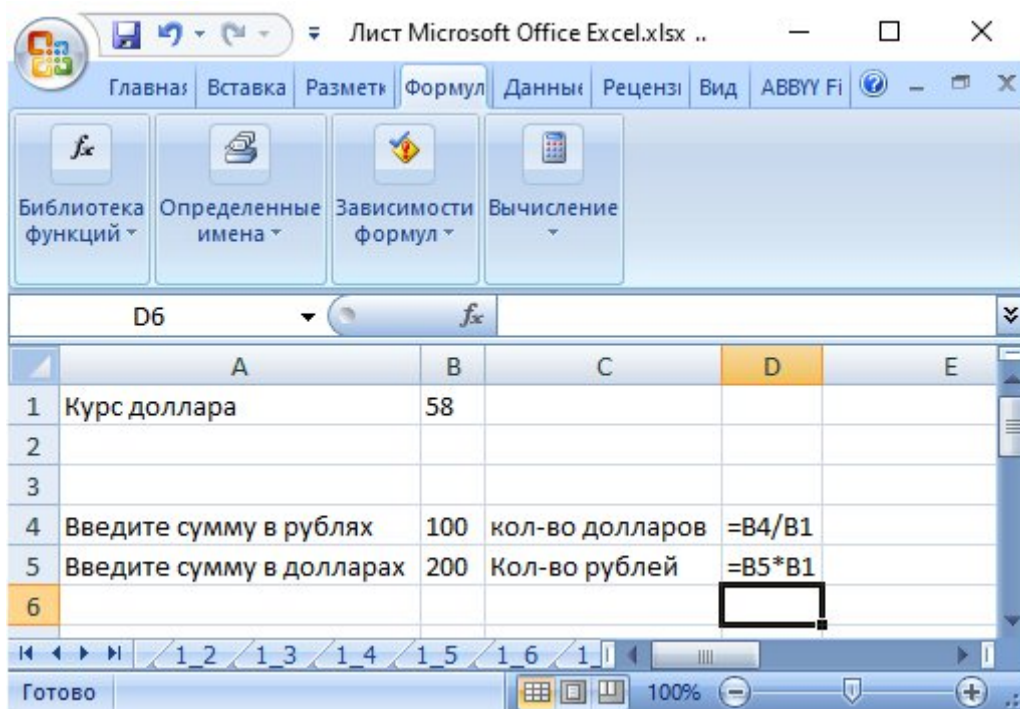 Лист Microsoft Office Excel.xlsx ..
Главная Вставка Разметк Формул Данные Рецензі Вид ABBYY Fi
Библиотека функций
Определенные имена
Зависимости формул
Вычисление
D6 fx
A B C D E
1 Курс доллара 58
2
3
4 Введите сумму в рублях 100 кол-во долларов =B4/B1
5 Введите сумму в долларах 200 Кол-во рублей =B5*B1
6
1_2 1_3 1_4 1_5 1_6 1_
Готово 100%